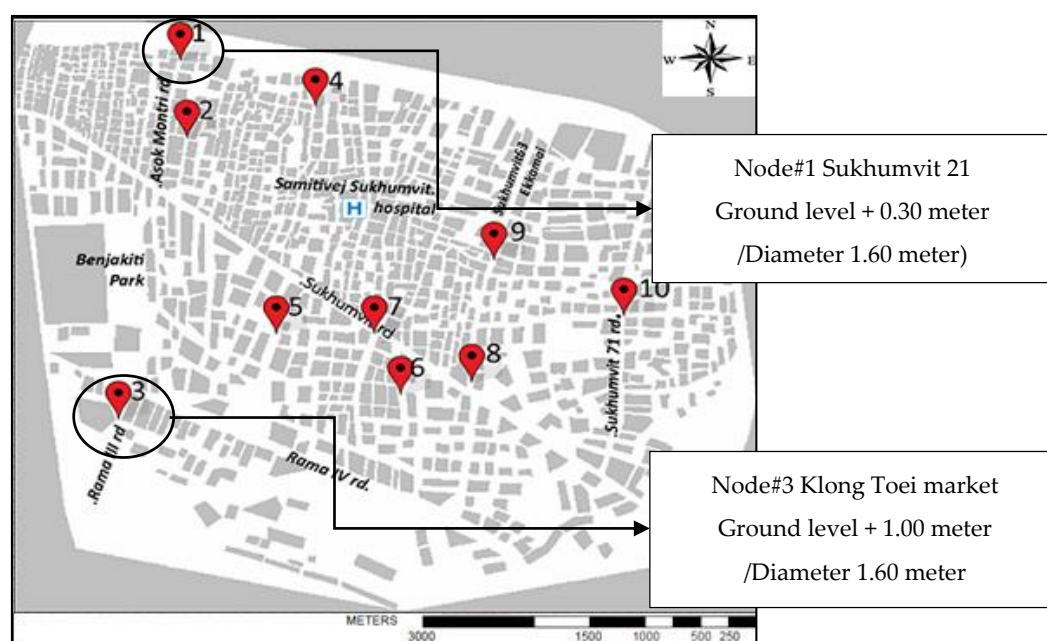 N
W E
S
1
2
.Asok Montri rd
4
Samitivej Sukhumvit.
hospital
H
Sukhumvit63
Ekkamai
9
Benjakiti
Park
5
.Sukhumvit rd
7
10
6
8
.Sukhumvit 71 rd.
3
.Rama III rd
Rama IV rd.
Node#1 Sukhumvit 21
Ground level + 0.30 meter
/Diameter 1.60 meter)
Node#3 Klong Toei market
Ground level + 1.00 meter
/Diameter 1.60 meter
METERS
3000 1500 1000 500 250